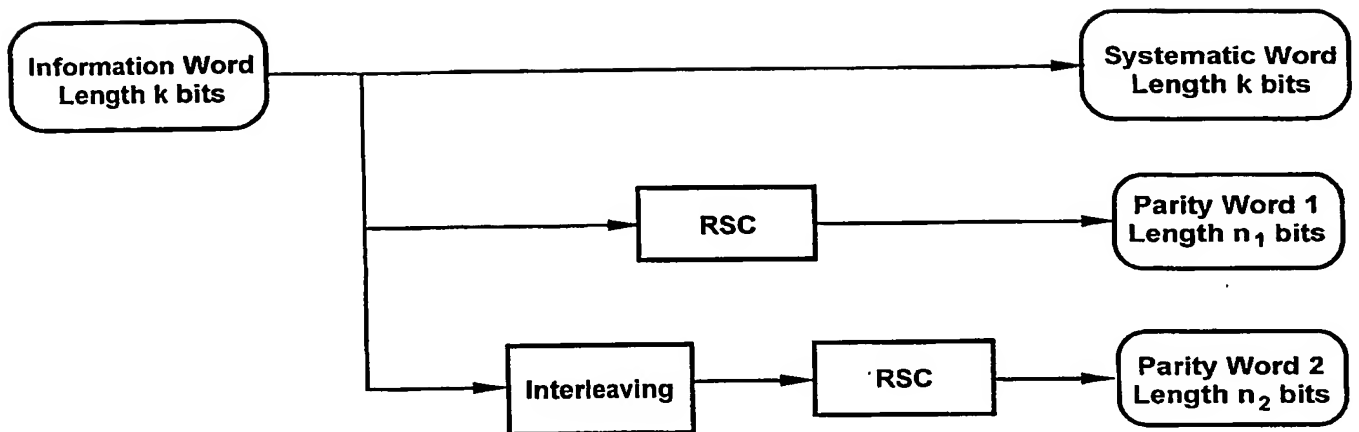 Information Word
Length k bits
Systematic Word
Length k bits
RSC
Parity Word 1
Length n₁ bits
Interleaving
RSC
Parity Word 2
Length n₂ bits